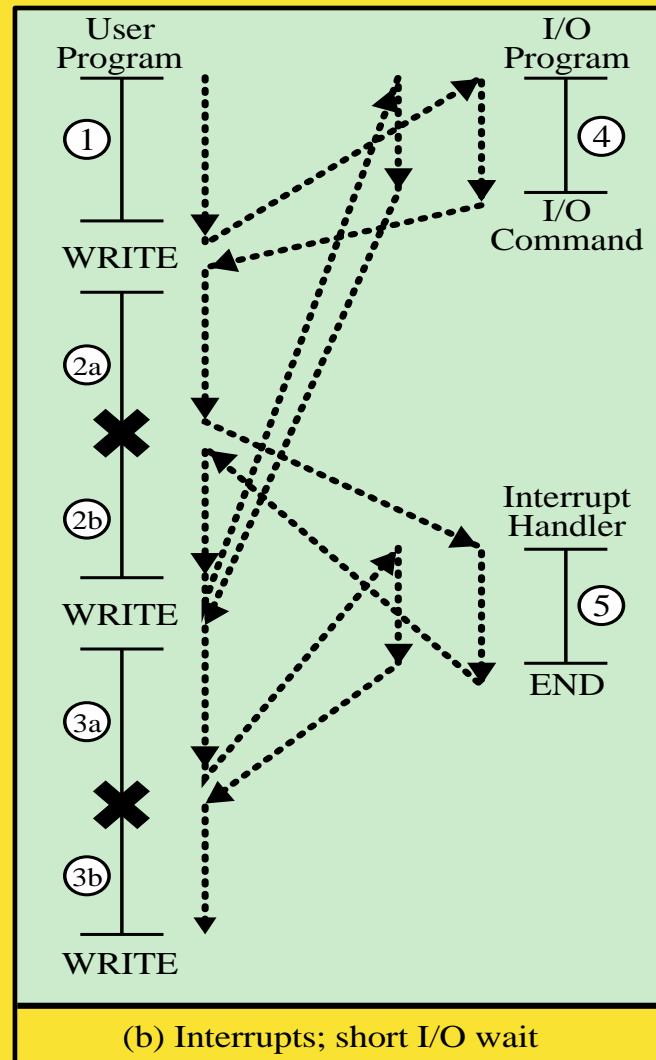 User
Program
1
WRITE
2a
2b
WRITE
3a
3b
WRITE
I/O
Program
4
I/O
Command
Interrupt
Handler
5
END
(b) Interrupts; short I/O wait